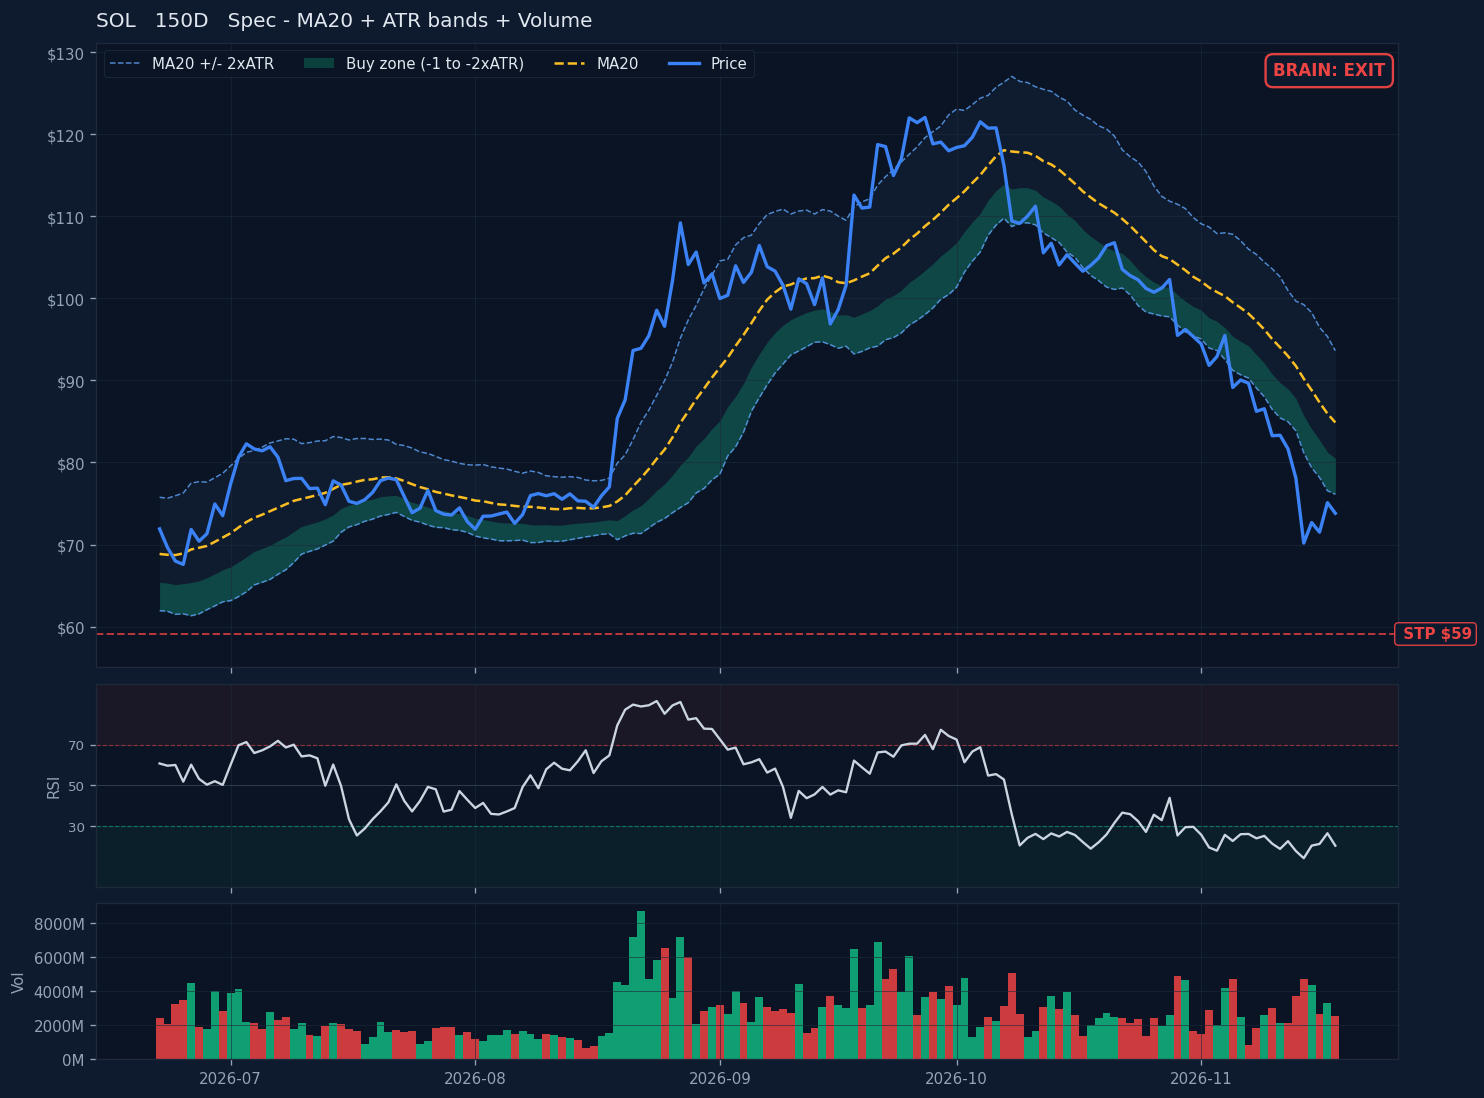 SOL   150D   Spec - MA20 + ATR bands + Volume
MA20 +/- 2xATR
Buy zone (-1 to -2xATR)
MA20
Price
BRAIN: EXIT
$130
$120
$110
$100
$90
$80
$70
$60
STP $59
70
50
30
RSI
8000M
6000M
4000M
2000M
0M
Vol
2026-07
2026-08
2026-09
2026-10
2026-11